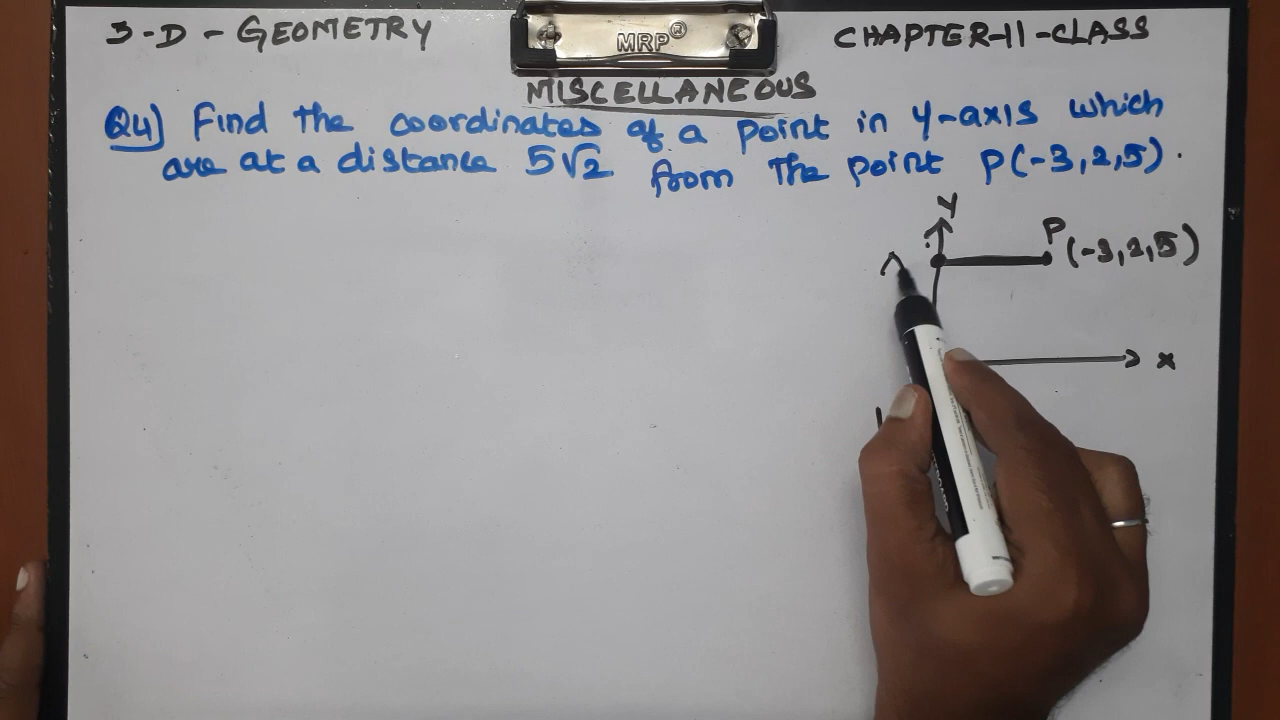 3-D - GEOMETRY
CHAPTER-11-CLASS
MRP®
MISCELLANEOUS
Q4) Find the coordinates of a point in y-axis which
are at a distance 5√2 from the point P(-3,2,5).
Y
P
(-3,2,5)
x